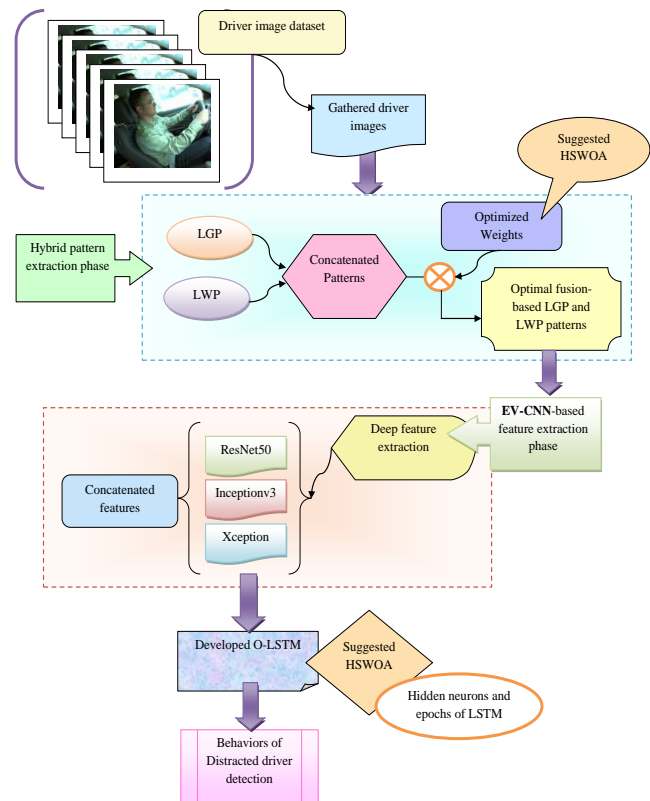 Driver image dataset
Gathered driver
images
Suggested
HSWOA
Hybrid pattern
extraction phase
LGP
LWP
Concatenated
Patterns
Optimized
Weights
Optimal fusion-
based LGP and
LWP patterns
EV-CNN-based
feature extraction
phase
Deep feature
extraction
ResNet50
Inceptionv3
Xception
Concatenated
features
Developed O-LSTM
Suggested
HSWOA
Hidden neurons and
epochs of LSTM
Behaviors of
Distracted driver
detection